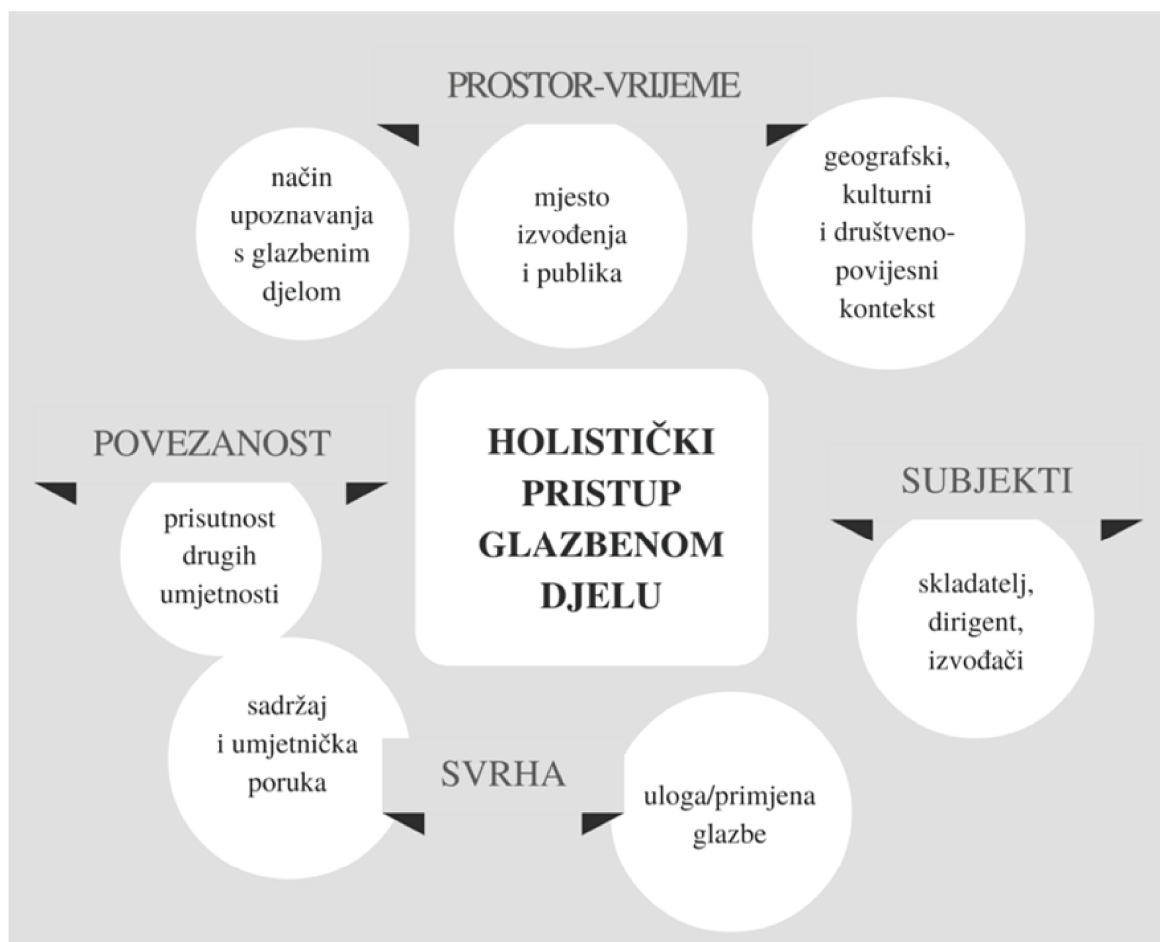 PROSTOR-VRIJEME
način
upoznavanja
s glazbenim
djelom
mjesto
izvođenja
i publika
geografski,
kulturni
i društveno-
povijesni
kontekst
POVEZANOST
prisutnost
drugih
umjetnosti
HOLISTIČKI
PRISTUP
GLAZBENOM
DJELU
SUBJEKTI
skladatelj,
dirigent,
izvođači
sadržaj
i umjetnička
poruka
SVRHA
uloga/primjena
glazbe